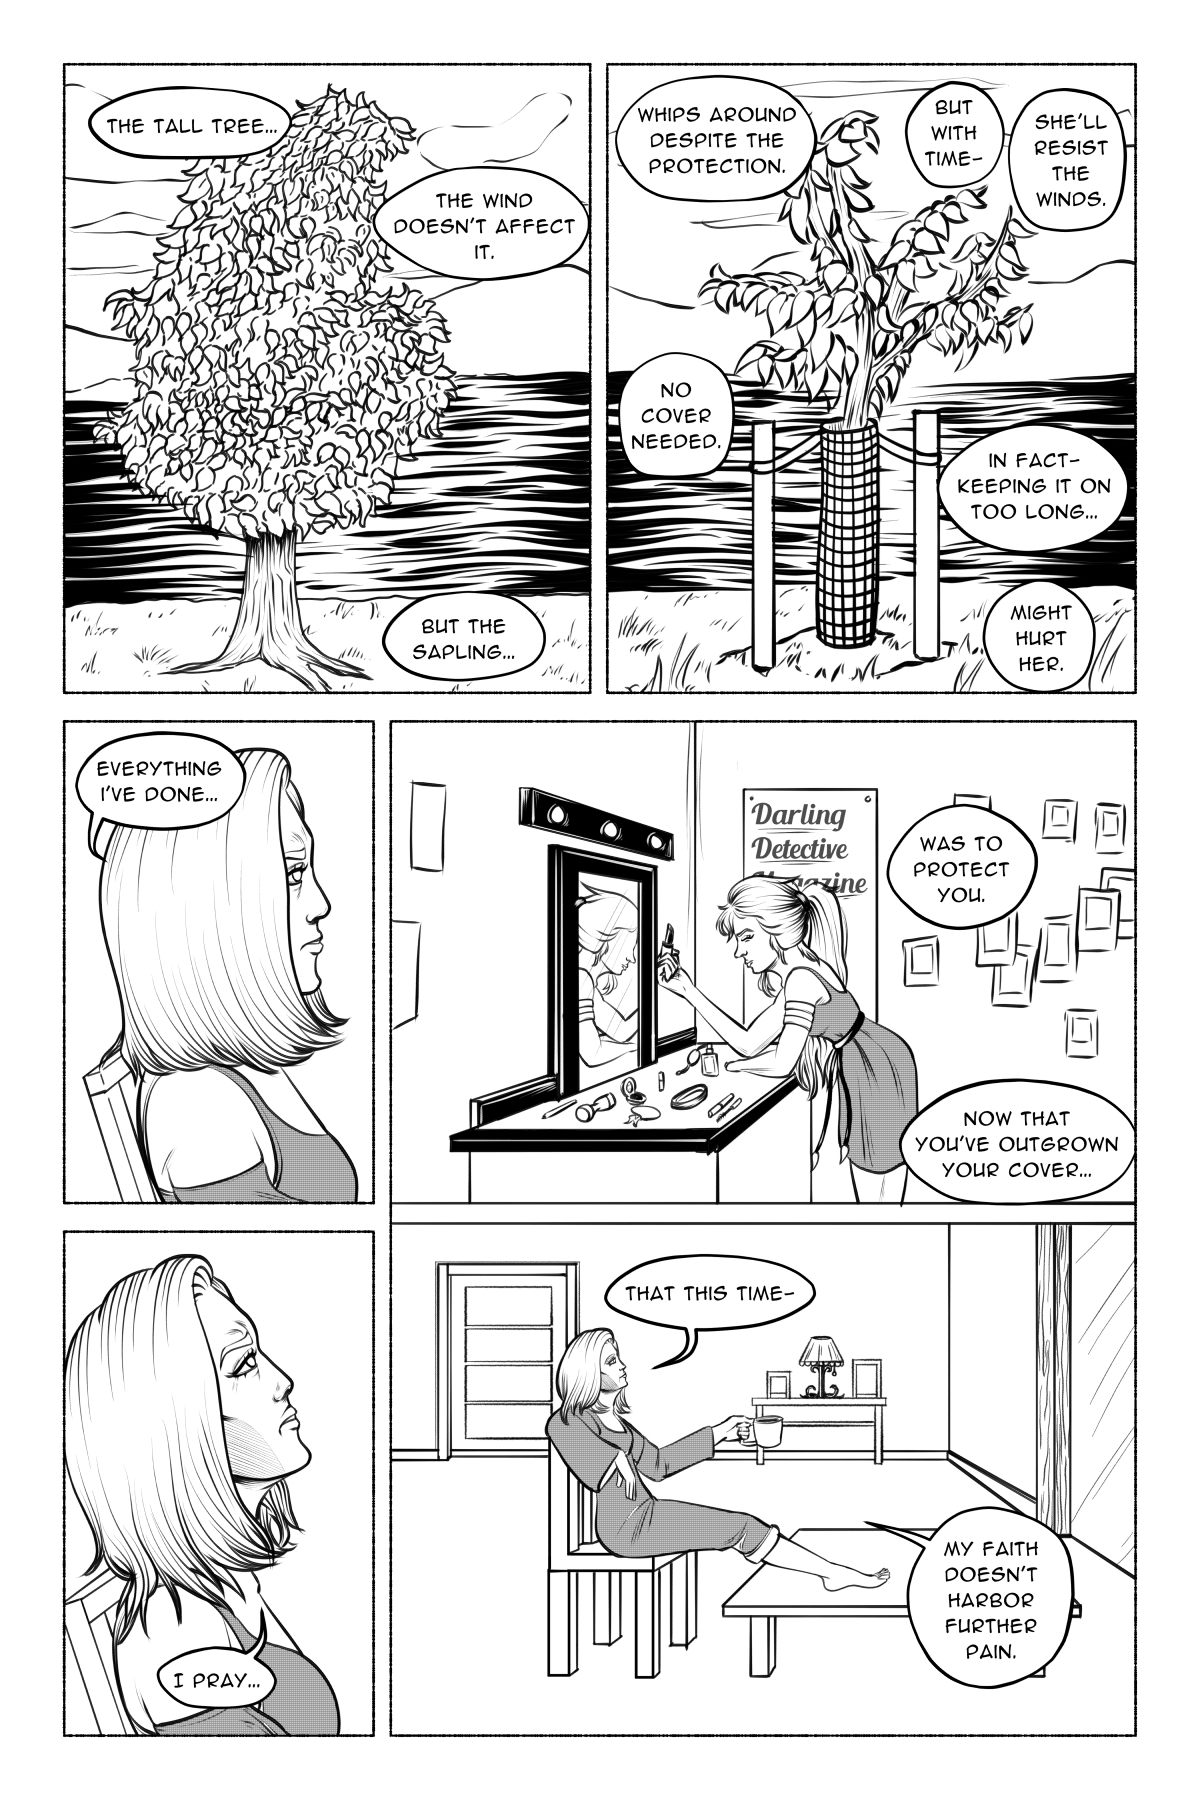 THE TALL TREE...
THE WIND
DOESN'T AFFECT
IT.
BUT THE
SAPLING...
WHIPS AROUND
DESPITE THE
PROTECTION.
BUT
WITH
TIME-
SHE'LL
RESIST
THE
WINDS.
NO
COVER
NEEDED.
IN FACT-
KEEPING IT ON
TOO LONG...
MIGHT
HURT
HER.
EVERYTHING
I'VE DONE...
Darling
Detective
Magazine
WAS TO
PROTECT
YOU.
NOW THAT
YOU'VE OUTGROWN
YOUR COVER...
I PRAY...
THAT THIS TIME-
MY FAITH
DOESN'T
HARBOR
FURTHER
PAIN.